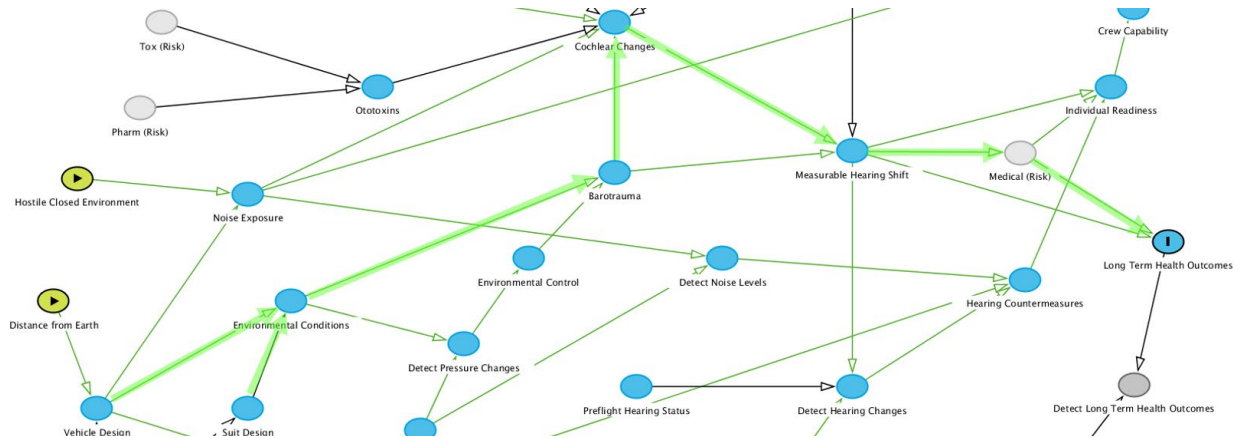 Crew Capability
Tox (Risk)
Cochlear Changes
Ototoxins
Individual Readiness
Pharm (Risk)
Measurable Hearing Shift
Medical (Risk)
Hostile Closed Environment
Barotrauma
Noise Exposure
Long Term Health Outcomes
Environmental Control
Detect Noise Levels
Hearing Countermeasures
Distance from Earth
Environmental Conditions
Detect Pressure Changes
Preflight Hearing Status
Detect Hearing Changes
Detect Long Term Health Outcomes
Vehicle Design
Suit Design